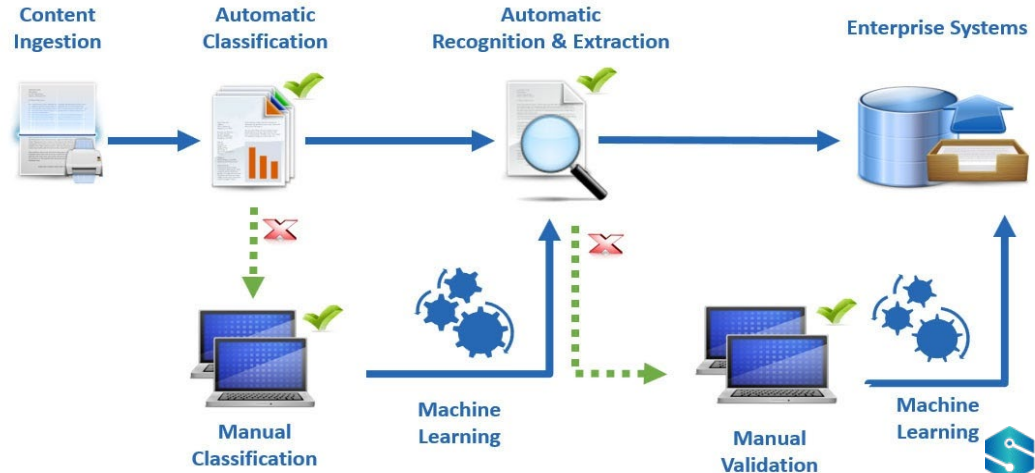 Content
Ingestion
Automatic
Classification
Automatic
Recognition & Extraction
Enterprise Systems
Manual
Classification
Machine
Learning
Manual
Validation
Machine
Learning